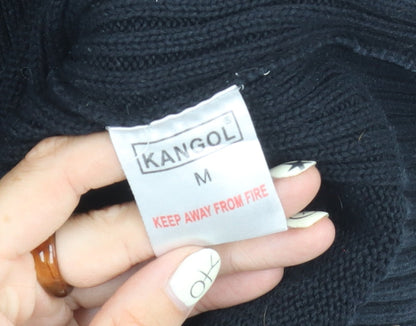 KANGOL
M
KEEP AWAY FROM FIRE